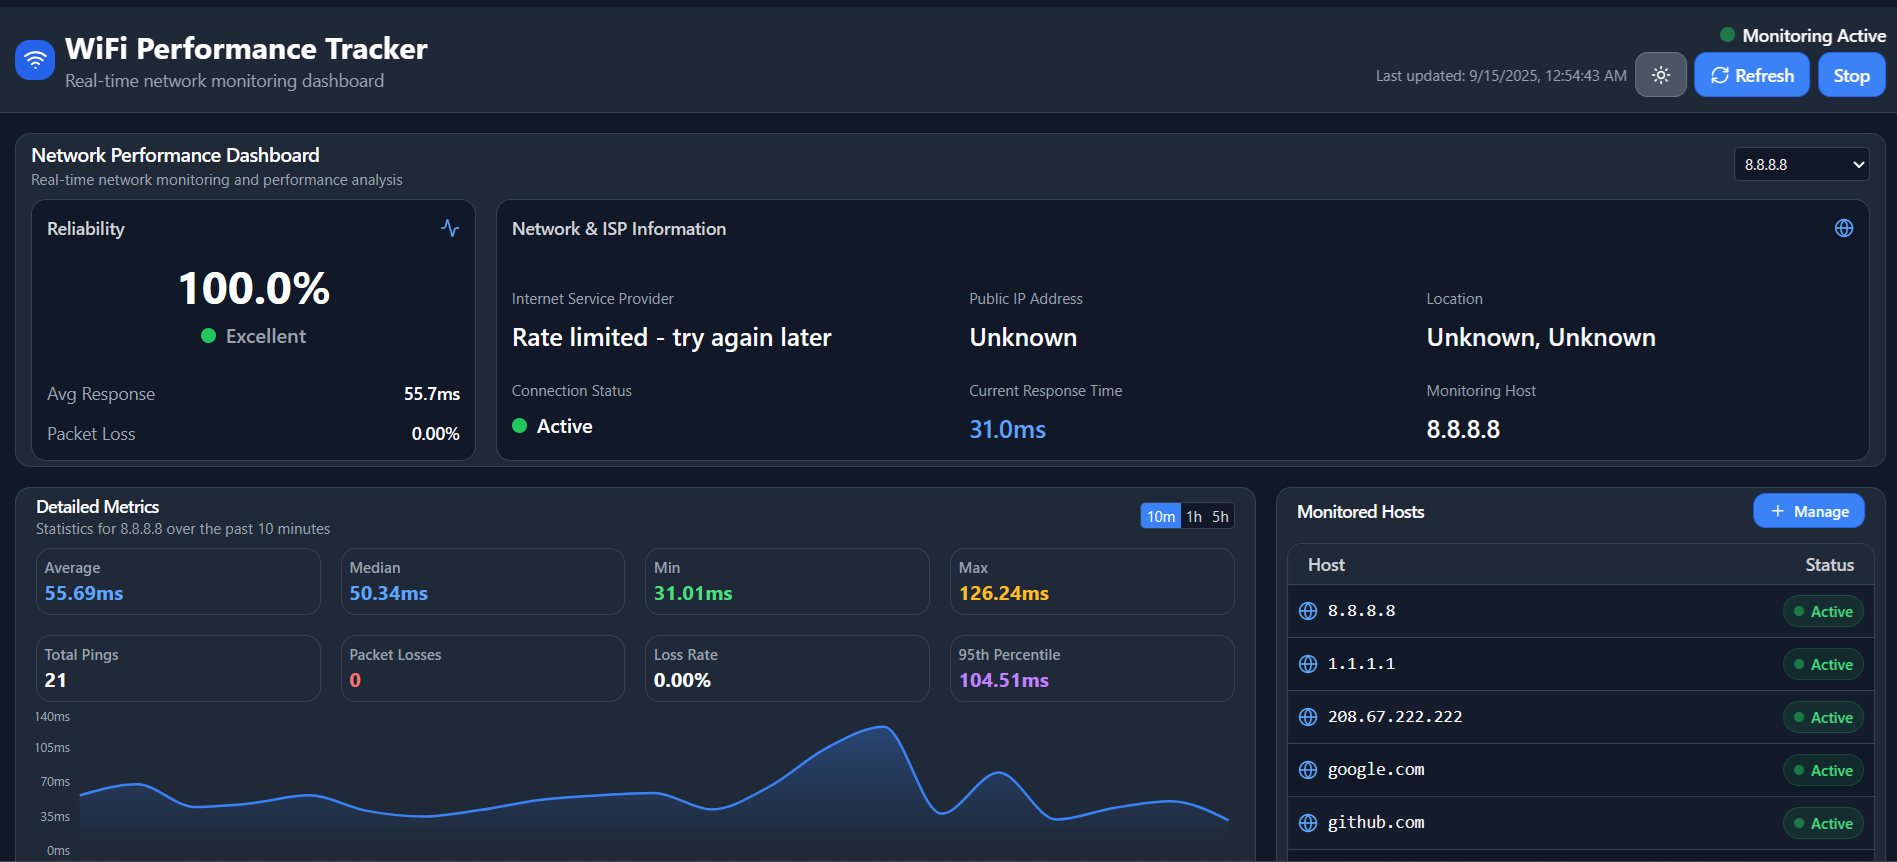 WiFi Performance Tracker
Real-time network monitoring dashboard
Monitoring Active
Last updated: 9/15/2025, 12:54:43 AM
Refresh
Stop
Network Performance Dashboard
Real-time network monitoring and performance analysis
8.8.8.8
Reliability
100.0%
Excellent
Avg Response 55.7ms
Packet Loss 0.00%
Network & ISP Information
Internet Service Provider
Rate limited - try again later
Public IP Address
Unknown
Location
Unknown, Unknown
Connection Status
Active
Current Response Time
31.0ms
Monitoring Host
8.8.8.8
Detailed Metrics
Statistics for 8.8.8.8 over the past 10 minutes
10m 1h 5h
Average
55.69ms
Median
50.34ms
Min
31.01ms
Max
126.24ms
Total Pings
21
Packet Losses
0
Loss Rate
0.00%
95th Percentile
104.51ms
140ms
105ms
70ms
35ms
0ms
Monitored Hosts
+ Manage
Host Status
8.8.8.8 Active
1.1.1.1 Active
208.67.222.222 Active
google.com Active
github.com Active